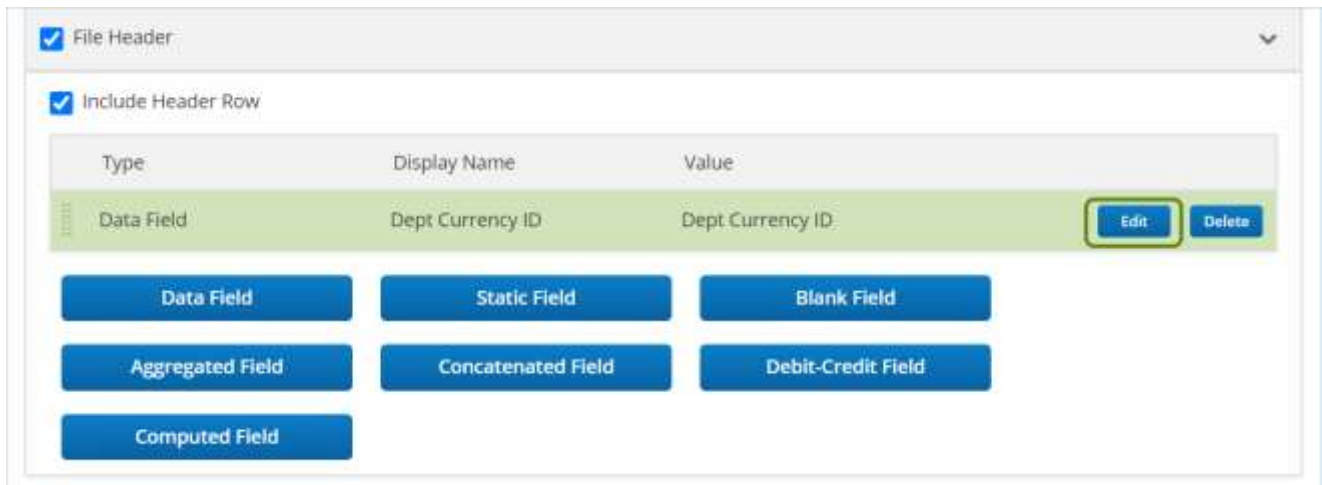 File Header
Include Header Row
Type Display Name Value
Data Field Dept Currency ID Dept Currency ID Edit Delete
Data Field Static Field Blank Field
Aggregated Field Concatenated Field Debit-Credit Field
Computed Field